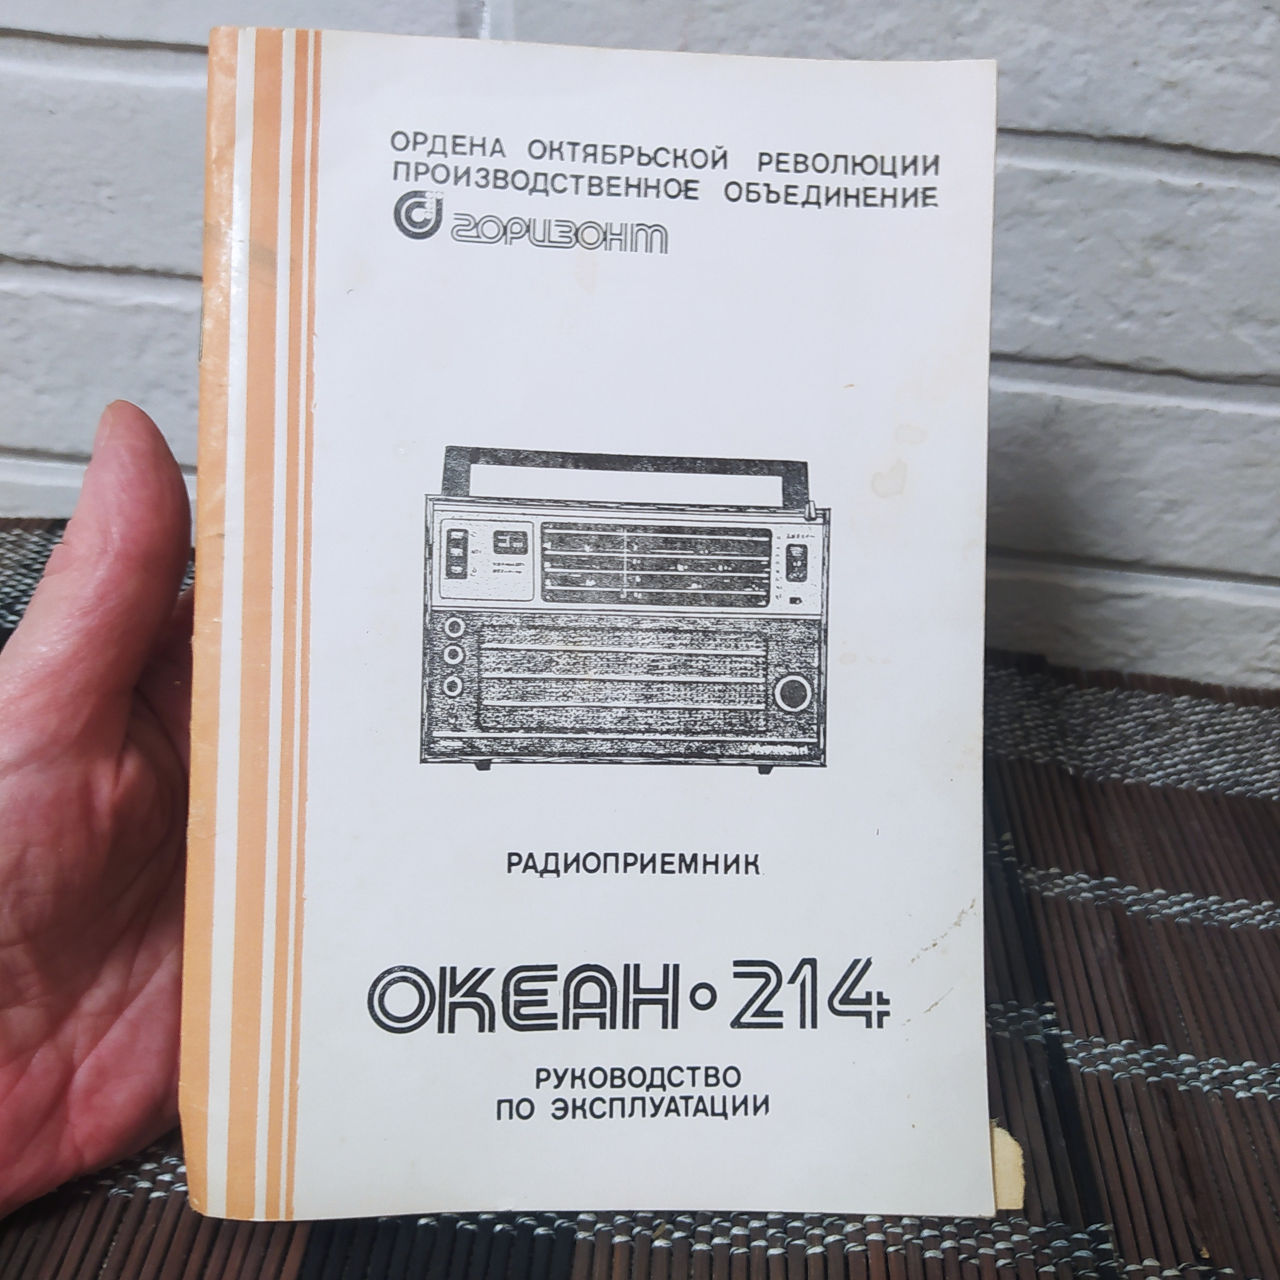 ОРДЕНА ОКТЯБРЬСКОЙ РЕВОЛЮЦИИ
ПРОИЗВОДСТВЕННОЕ ОБЪЕДИНЕНИЕ
горизонт
РАДИОПРИЕМНИК
ОКЕАН•214
РУКОВОДСТВО
ПО ЭКСПЛУАТАЦИИ